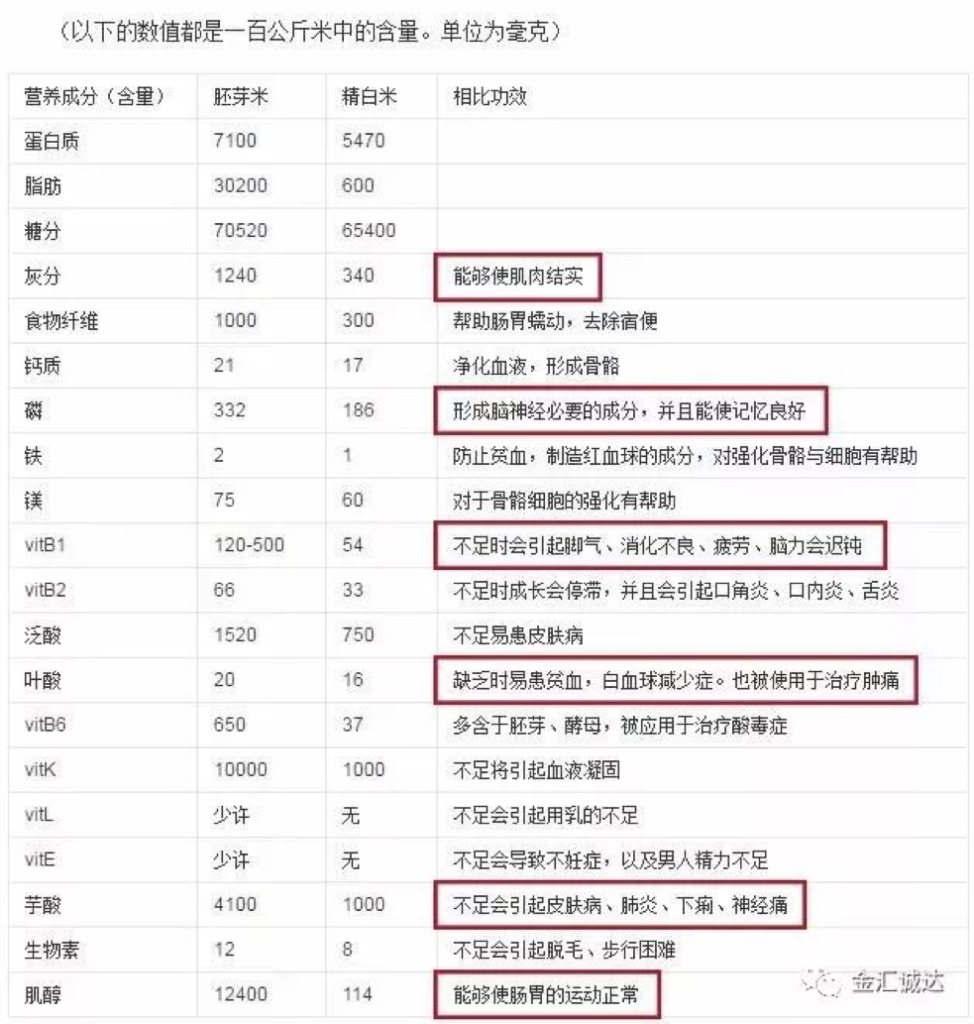 （以下的数值都是一百公斤米中的含量。单位为毫克）
营养成分（含量） 胚芽米 精白米 相比功效
蛋白质 7100 5470
脂肪 30200 600
糖分 70520 65400
灰分 1240 340 能够使肌肉结实
食物纤维 1000 300 帮助肠胃蠕动，去除宿便
钙质 21 17 净化血液，形成骨骼
磷 332 186 形成脑神经必要的成分，并且能使记忆良好
铁 2 1 防止贫血，制造红血球的成分，对强化骨骼与细胞有帮助
镁 75 60 对于骨骼细胞的强化有帮助
vitB1 120-500 54 不足时会引起脚气、消化不良、疲劳、脑力会迟钝
vitB2 66 33 不足时成长会停滞，并且会引起口角炎、口内炎、舌炎
泛酸 1520 750 不足易患皮肤病
叶酸 20 16 缺乏时易患贫血，白血球减少症。也被使用于治疗肿痛
vitB6 650 37 多含于胚芽、酵母，被应用于治疗酸毒症
vitK 10000 1000 不足将引起血液凝固
vitL 少许 无 不足会引起用乳的不足
vitE 少许 无 不足会导致不妊症，以及男人精力不足
芋酸 4100 1000 不足会引起皮肤病、肺炎、下痢、神经痛
生物素 12 8 不足会引起脱毛、步行困难
肌醇 12400 114 能够使肠胃的运动正常
金汇诚达